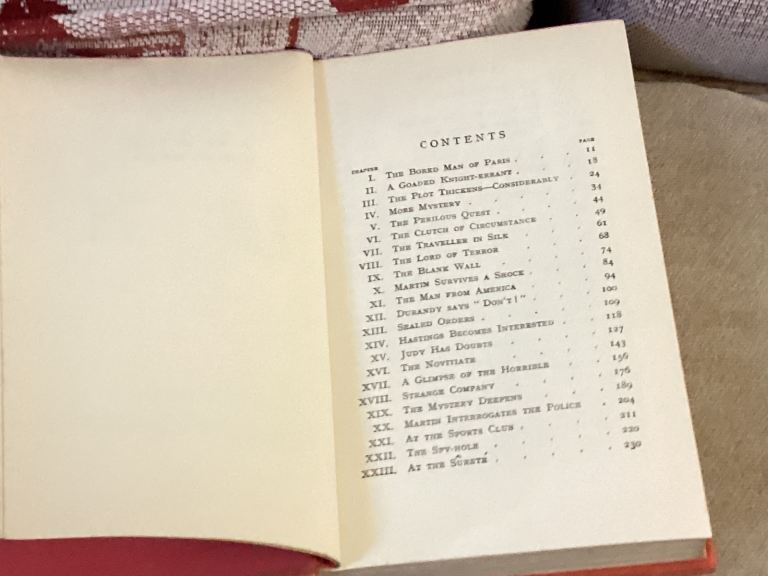 CONTENTS
CHAPTER PAGE
I. THE BORED MAN OF PARIS . . . 11
II. A GOADED KNIGHT-ERRANT . . . 18
III. THE PLOT THICKENS—CONSIDERABLY . 24
IV. MORE MYSTERY . . . . 34
V. THE PERILOUS QUEST . . . . 44
VI. THE CLUTCH OF CIRCUMSTANCE . . 49
VII. THE TRAVELLER IN SILK . . . 61
VIII. THE LORD OF TERROR . . . 68
IX. THE BLANK WALL . . . . 74
X. MARTIN SURVIVES A SHOCK . . . 84
XI. THE MAN FROM AMERICA . . . 94
XII. DURANDY SAYS "DON'T!" . . . 100
XIII. SEALED ORDERS . . . . 109
XIV. HASTINGS BECOMES INTERESTED . . 118
XV. JUDY HAS DOUBTS . . . 127
XVI. THE NOVITIATE . . . . 143
XVII. A GLIMPSE OF THE HORRIBLE . . 156
XVIII. STRANGE COMPANY . . . . 176
XIX. THE MYSTERY DEEPENS . . . 189
XX. MARTIN INTERROGATES THE POLICE . 204
XXI. AT THE SPORTS CLUB . . . . 211
XXII. THE SPY-HOLE . . . . 220
XXIII. AT THE SÛRETÉ . . . . 230